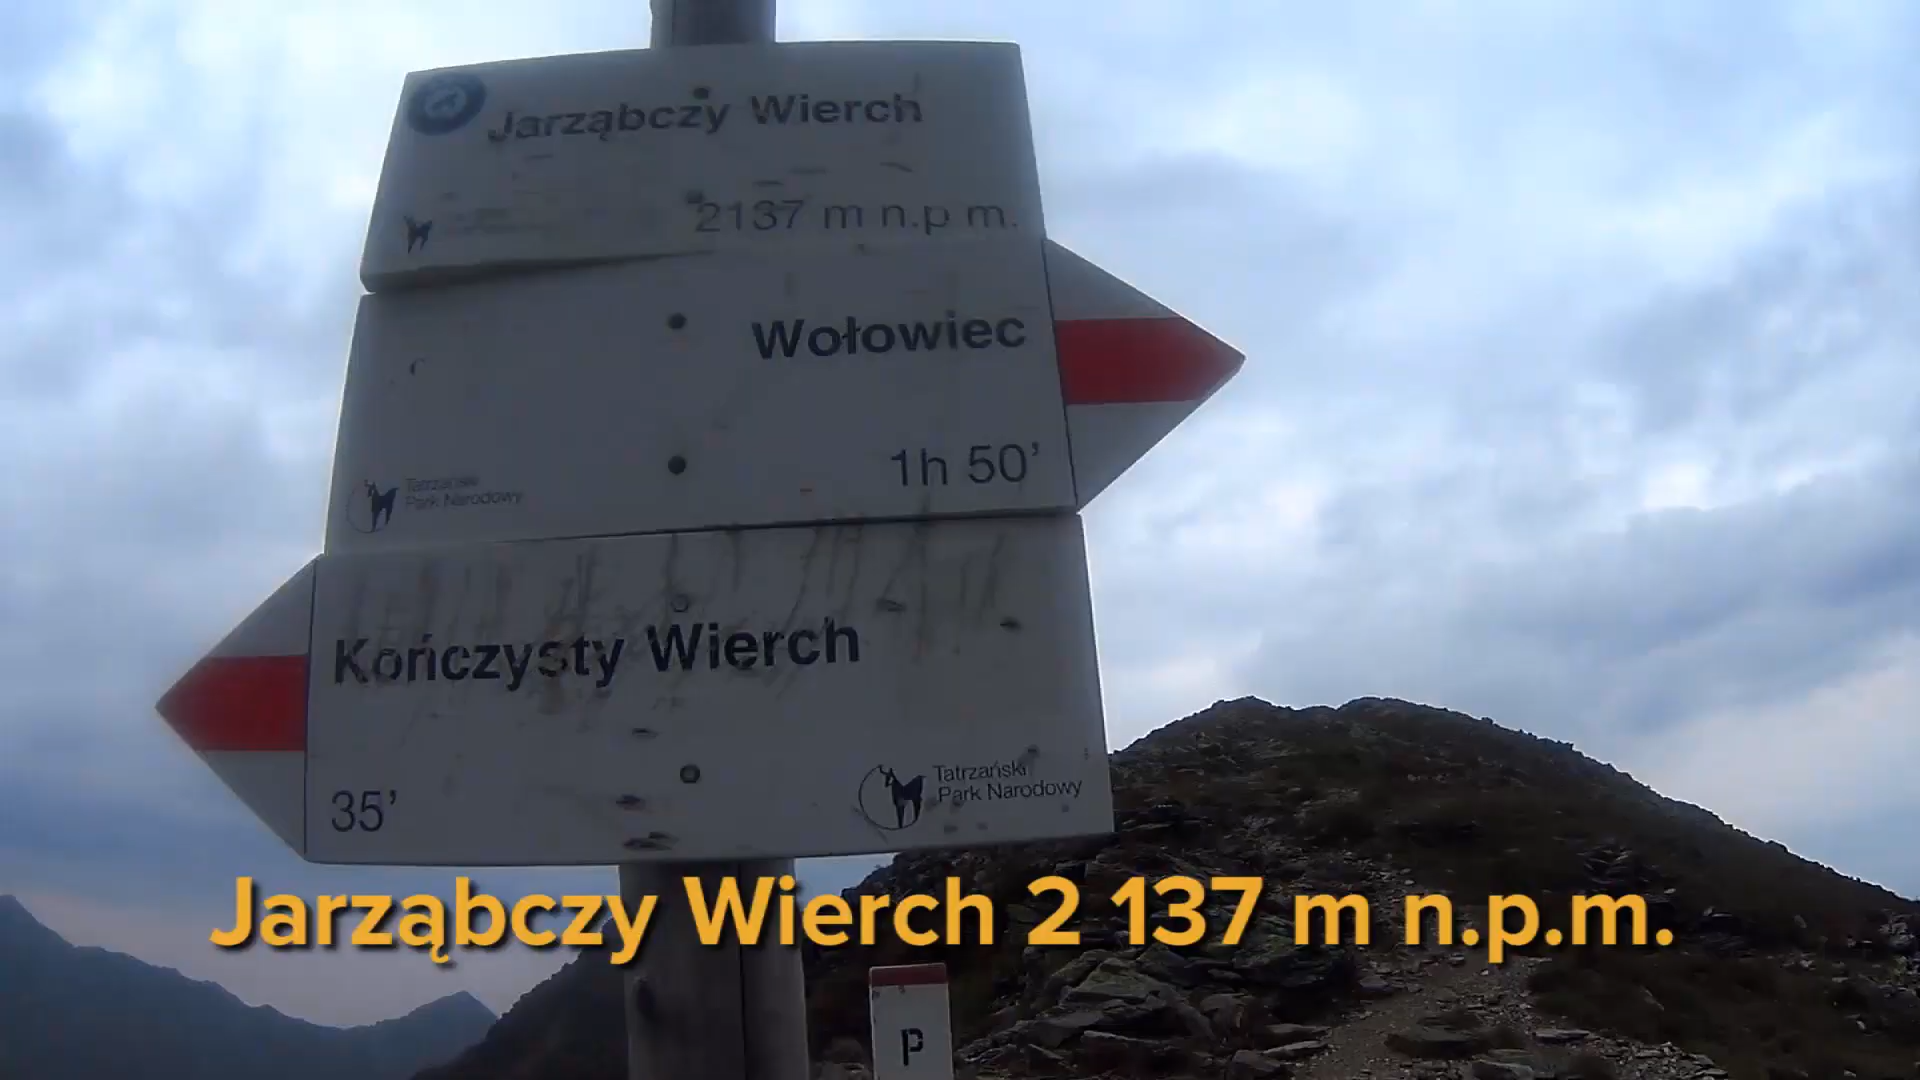 Jarząbczy Wierch
2137 m n.p m.
Wołowiec
1h 50’
Tatrzański
Park Narodowy
Kończysty Wierch
35’
Tatrzański
Park Narodowy
Jarząbczy Wierch 2 137 m n.p.m.
P